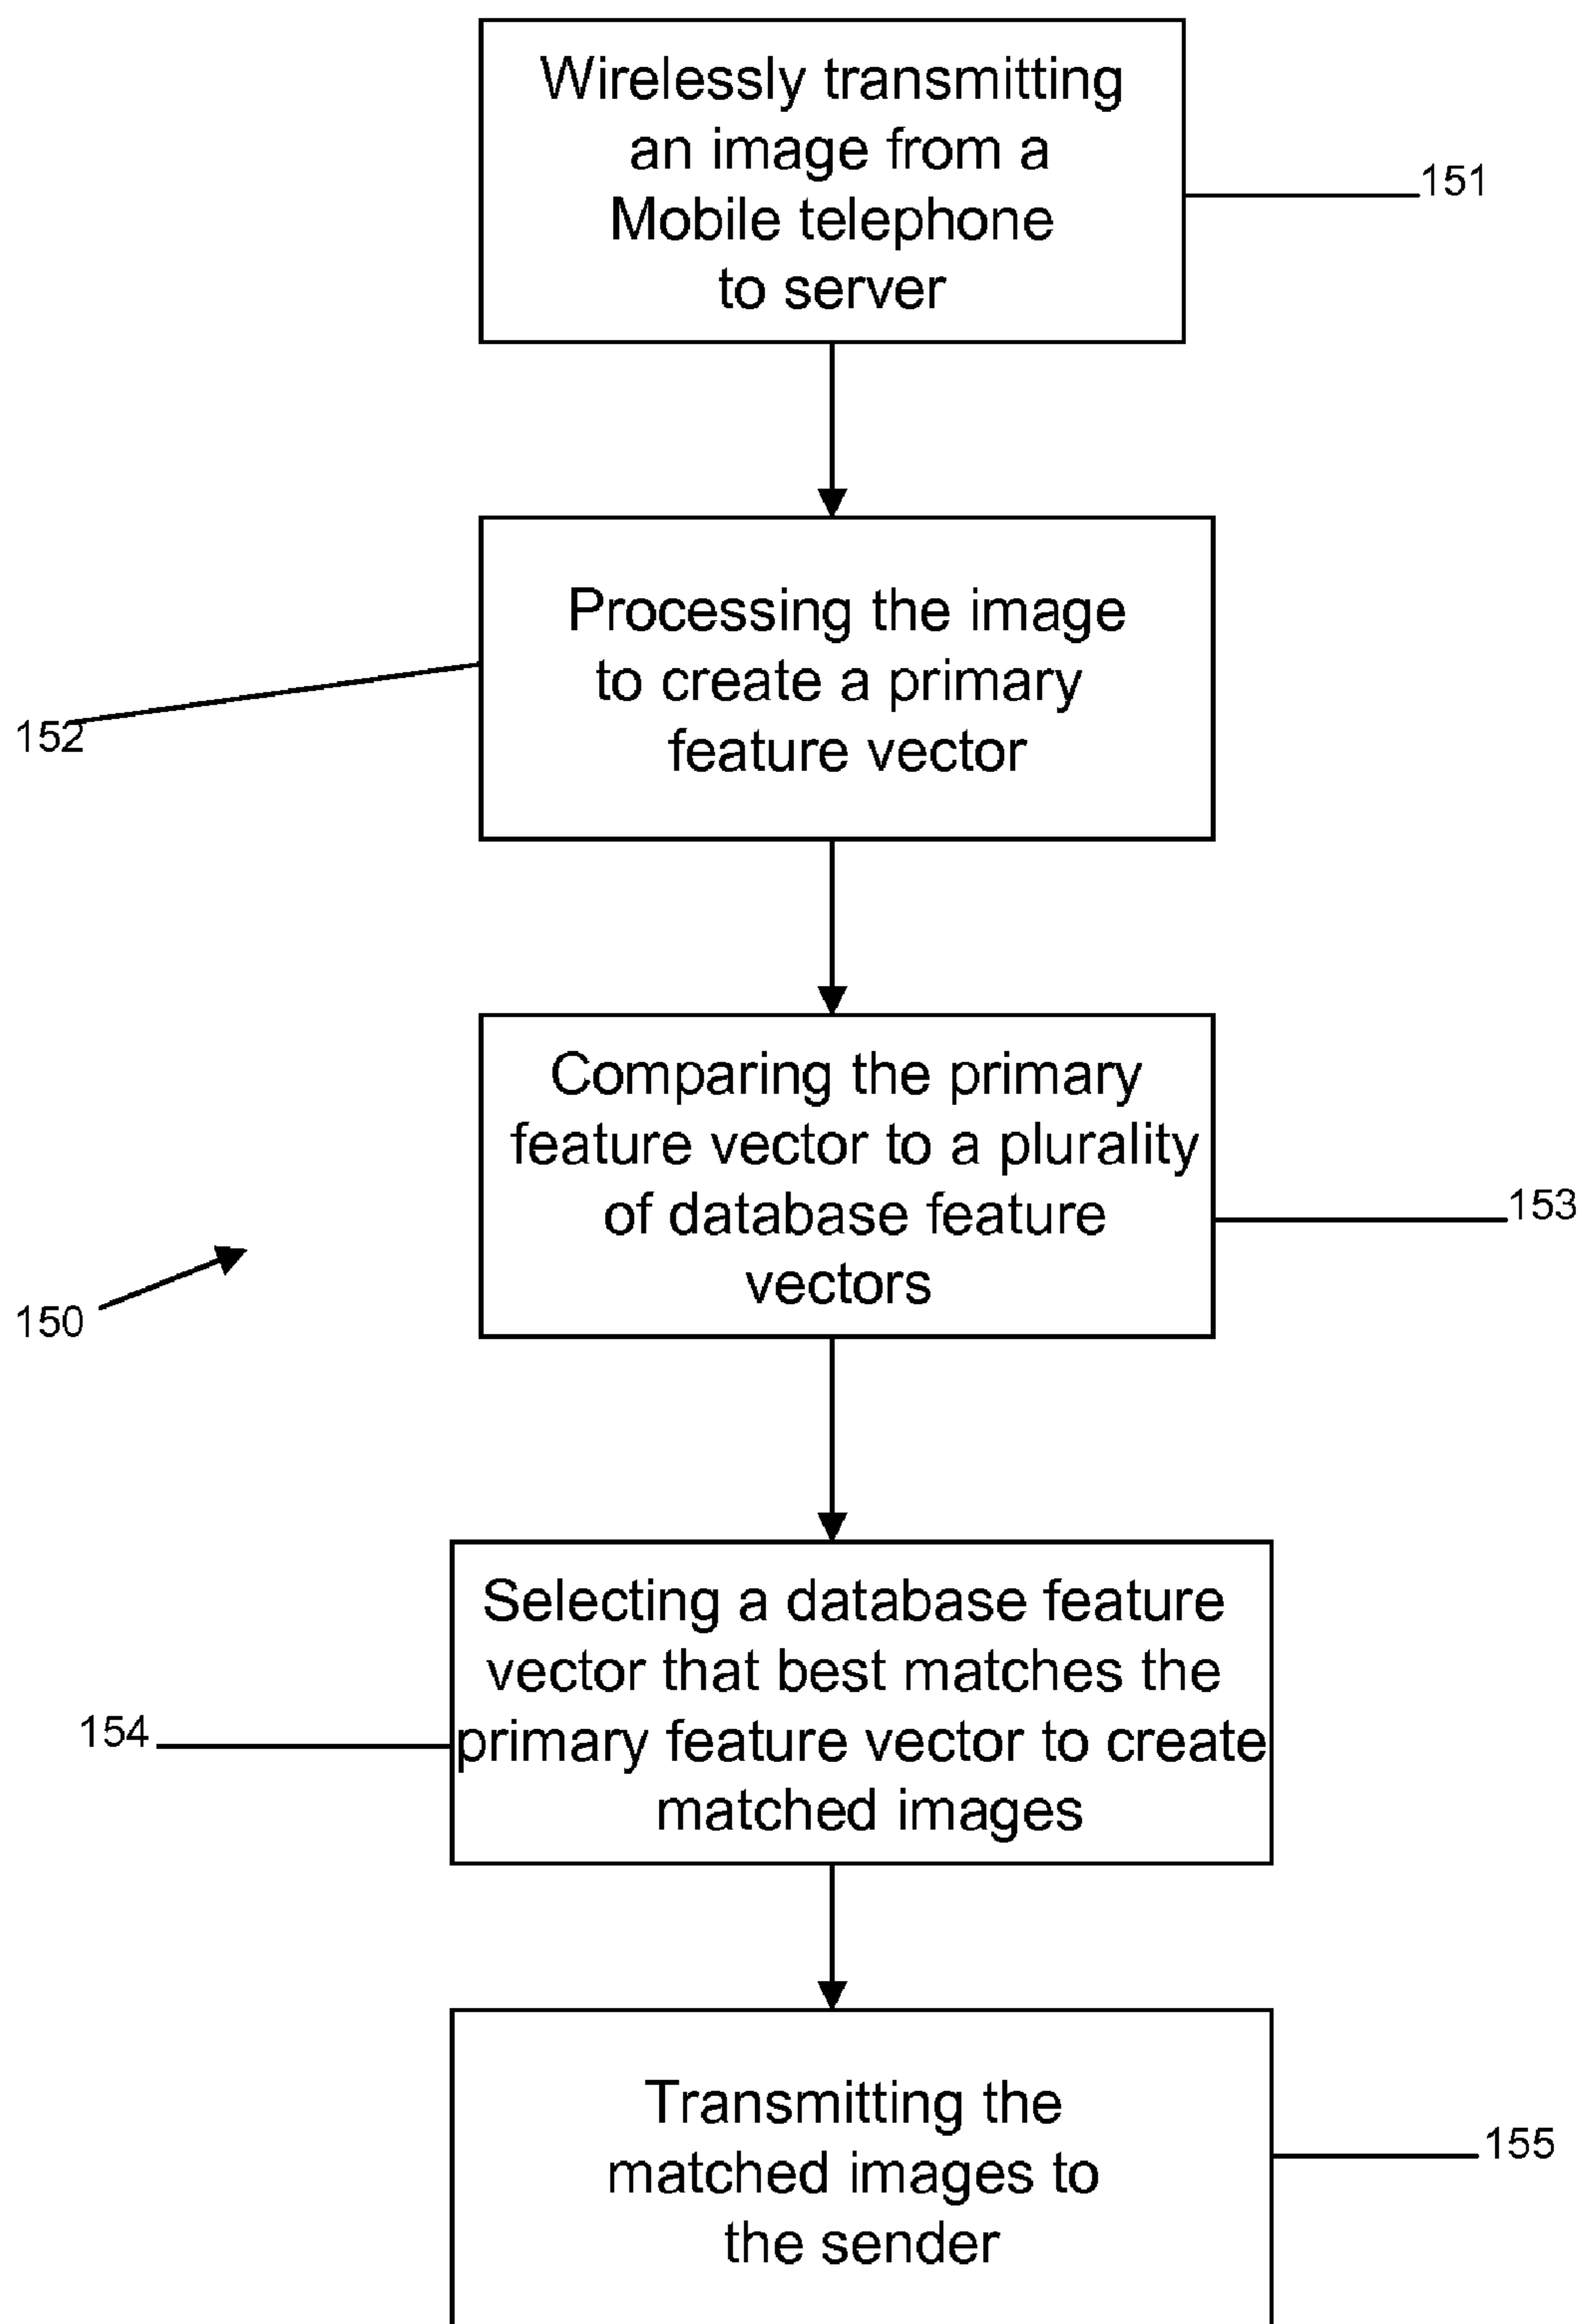 Wirelessly transmitting
an image from a
Mobile telephone
to server
151
Processing the image
to create a primary
feature vector
152
Comparing the primary
feature vector to a plurality
of database feature
vectors
153
150
Selecting a database feature
vector that best matches the
primary feature vector to create
matched images
154
Transmitting the
matched images to
the sender
155